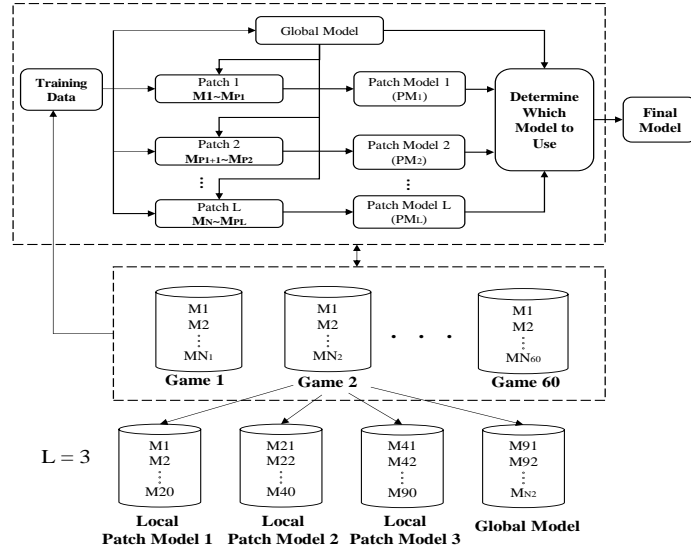 Global Model
Training
Data
Patch 1
M1~MP1
Patch Model 1
(PM1)
Patch 2
MP1+1~MP2
Patch Model 2
(PM2)
Patch L
MN~MPL
Patch Model L
(PML)
Determine
Which
Model to
Use
Final
Model
M1
M2
MN1
Game 1
M1
M2
MN2
Game 2
M1
M2
MN60
Game 60
L = 3
M1
M2
M20
Local
Patch Model 1
M21
M22
M40
Local
Patch Model 2
M41
M42
M90
Local
Patch Model 3
M91
M92
MN2
Global Model